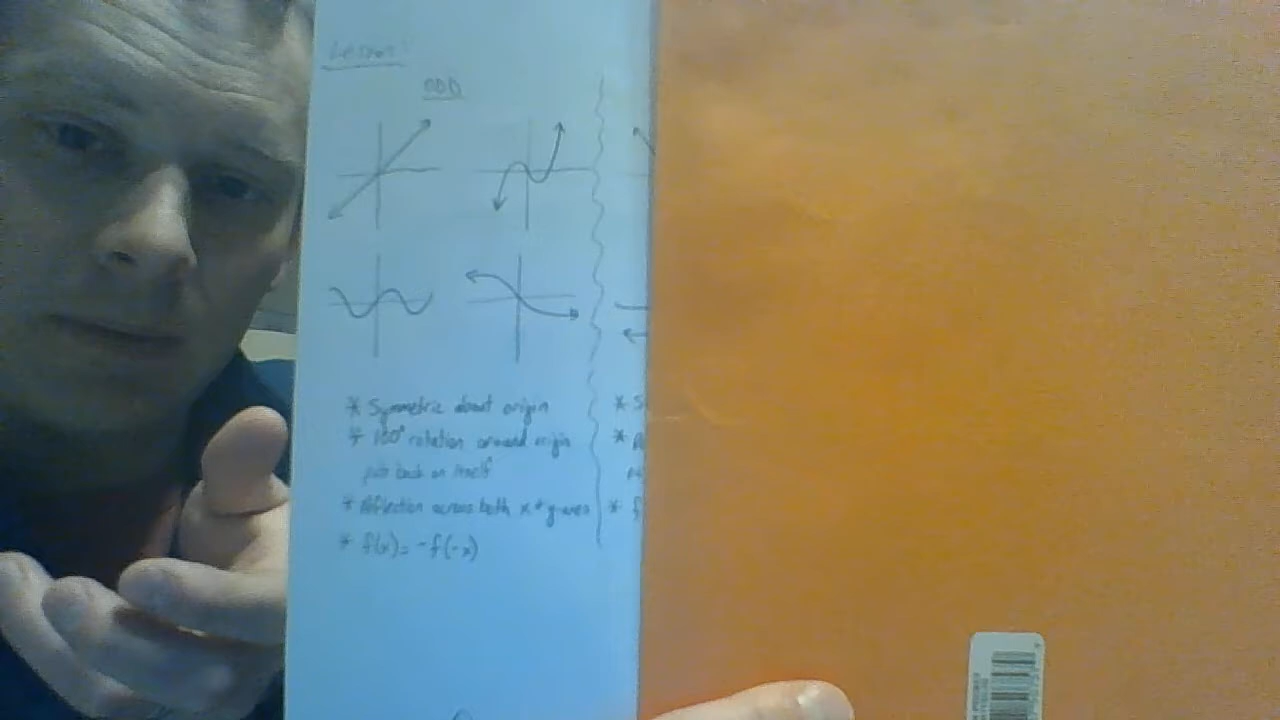 Lesson
ODD
* Symmetric about origin
* 180° rotation around origin
puts back on itself
* Reflection across both x + y-axes
* f(x) = -f(-x)
* S
*
* f